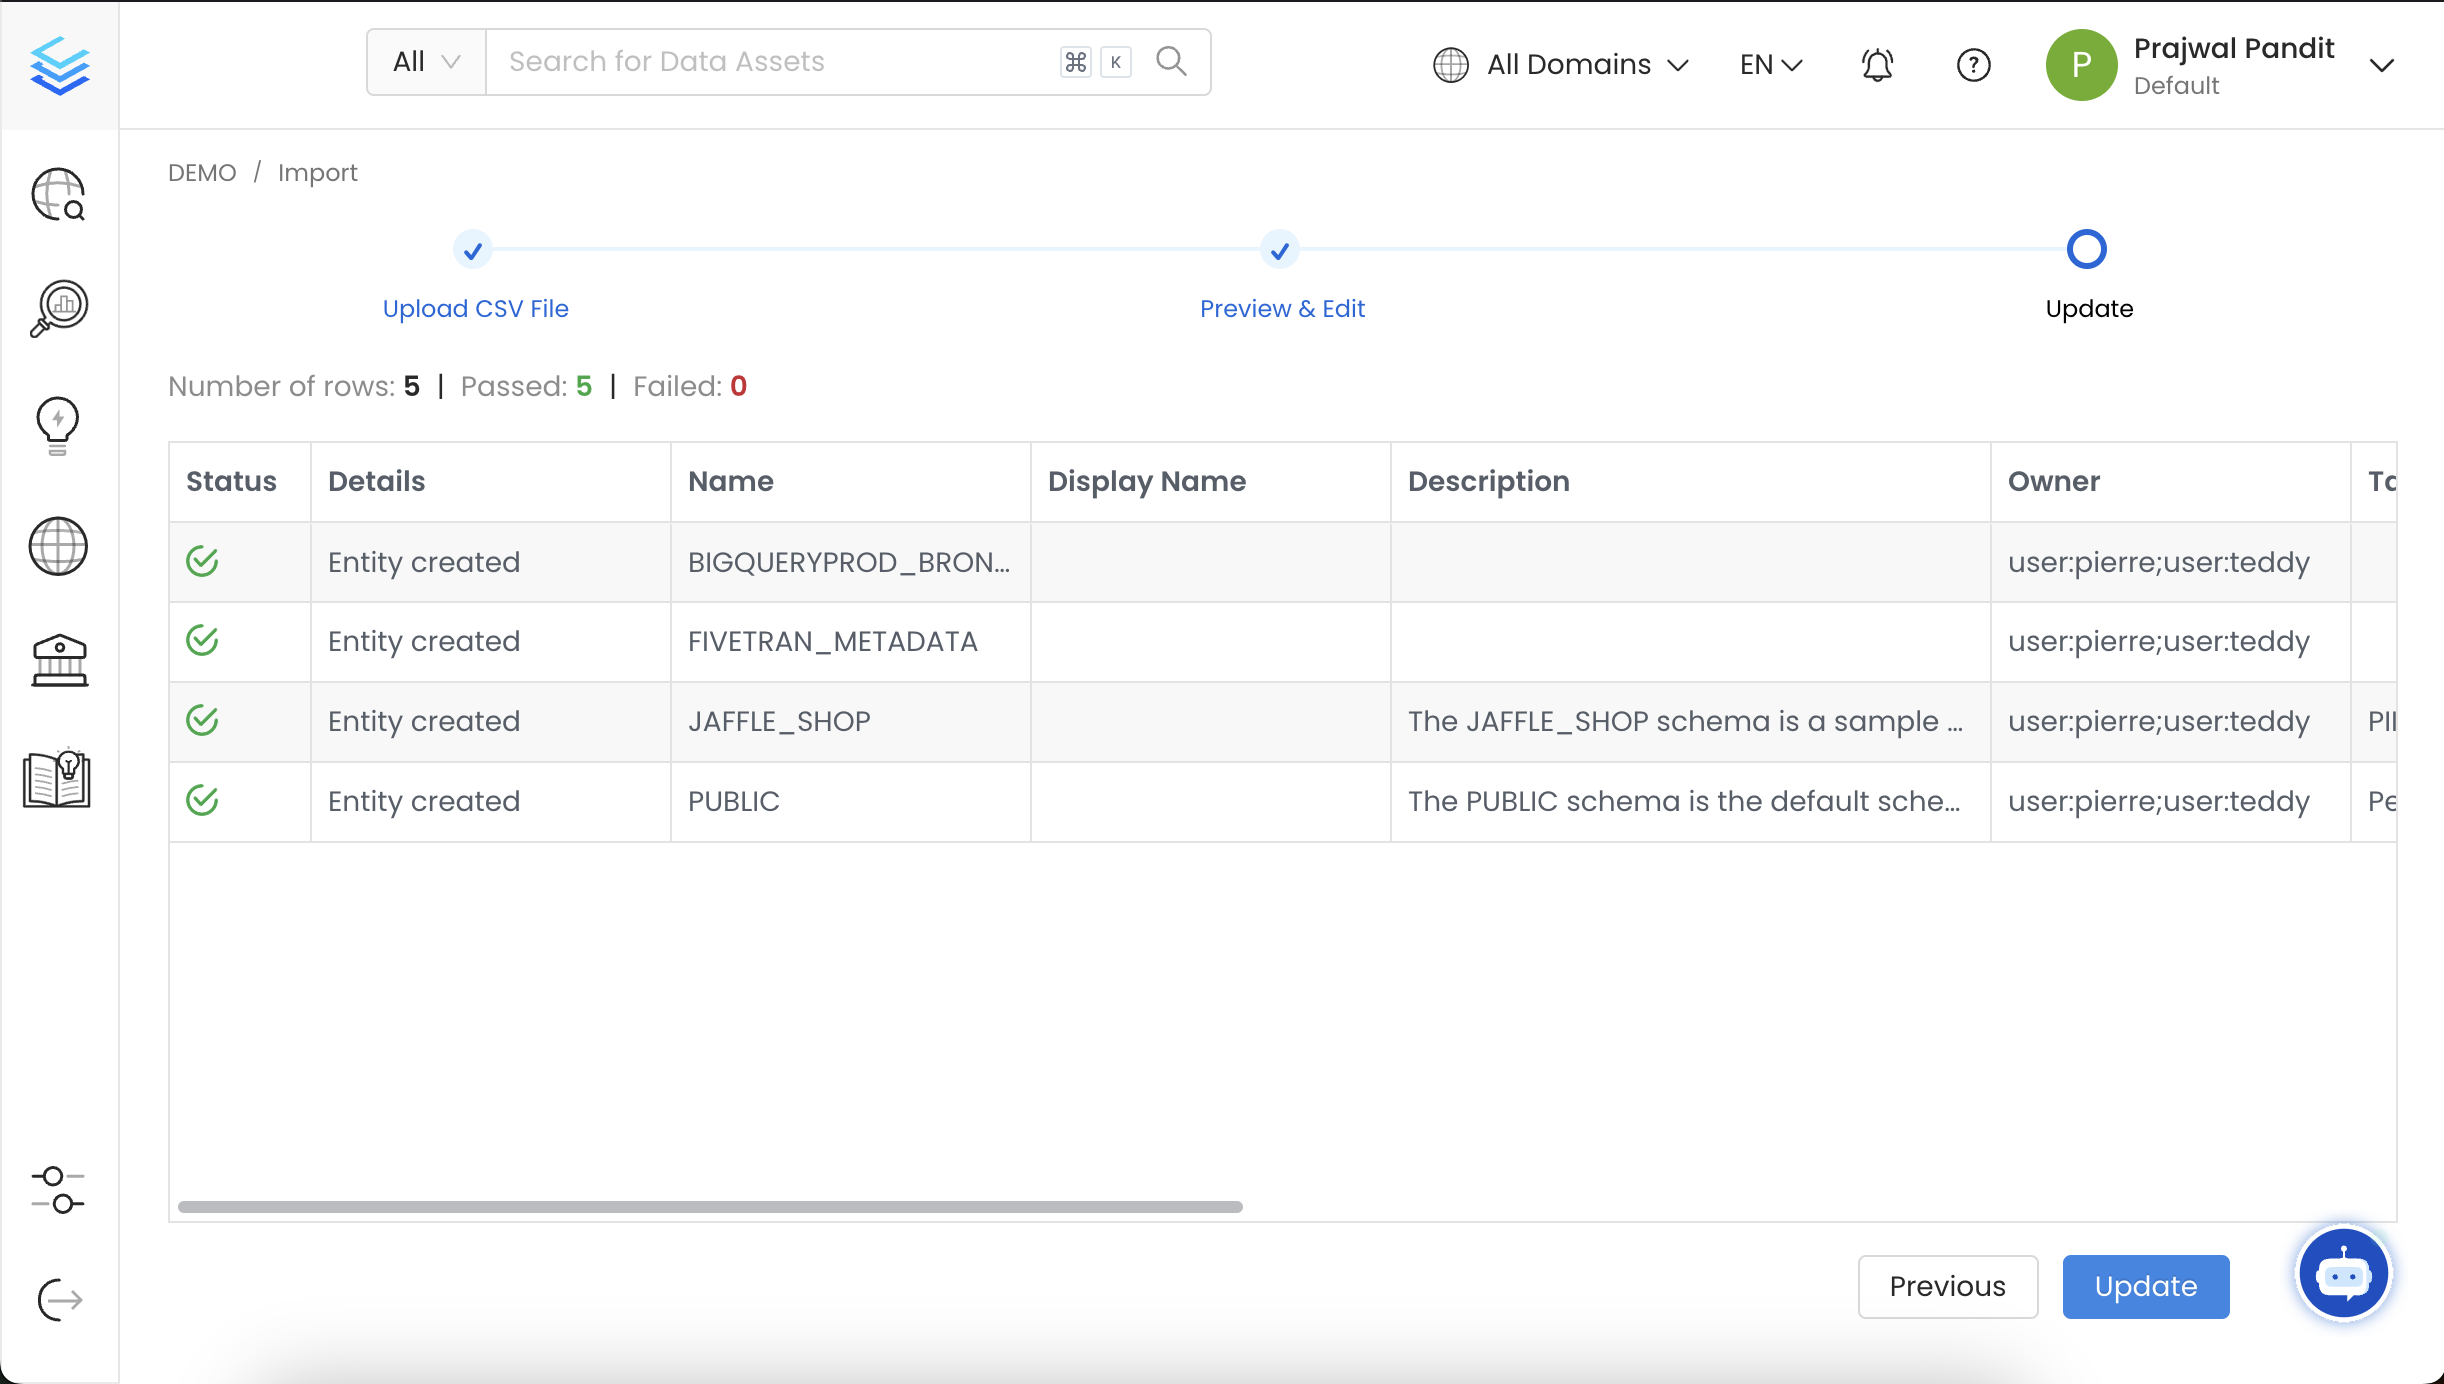 All Search for Data Assets ⌘ K All Domains EN P Prajwal Pandit
Default
DEMO / Import
Upload CSV File Preview & Edit Update
Number of rows: 5 | Passed: 5 | Failed: 0
Status Details Name Display Name Description Owner
Entity created BIGQUERYPROD_BRON... user:pierre;user:teddy
Entity created FIVETRAN_METADATA user:pierre;user:teddy
Entity created JAFFLE_SHOP The JAFFLE_SHOP schema is a sample ... user:pierre;user:teddy
Entity created PUBLIC The PUBLIC schema is the default sche... user:pierre;user:teddy
Previous Update